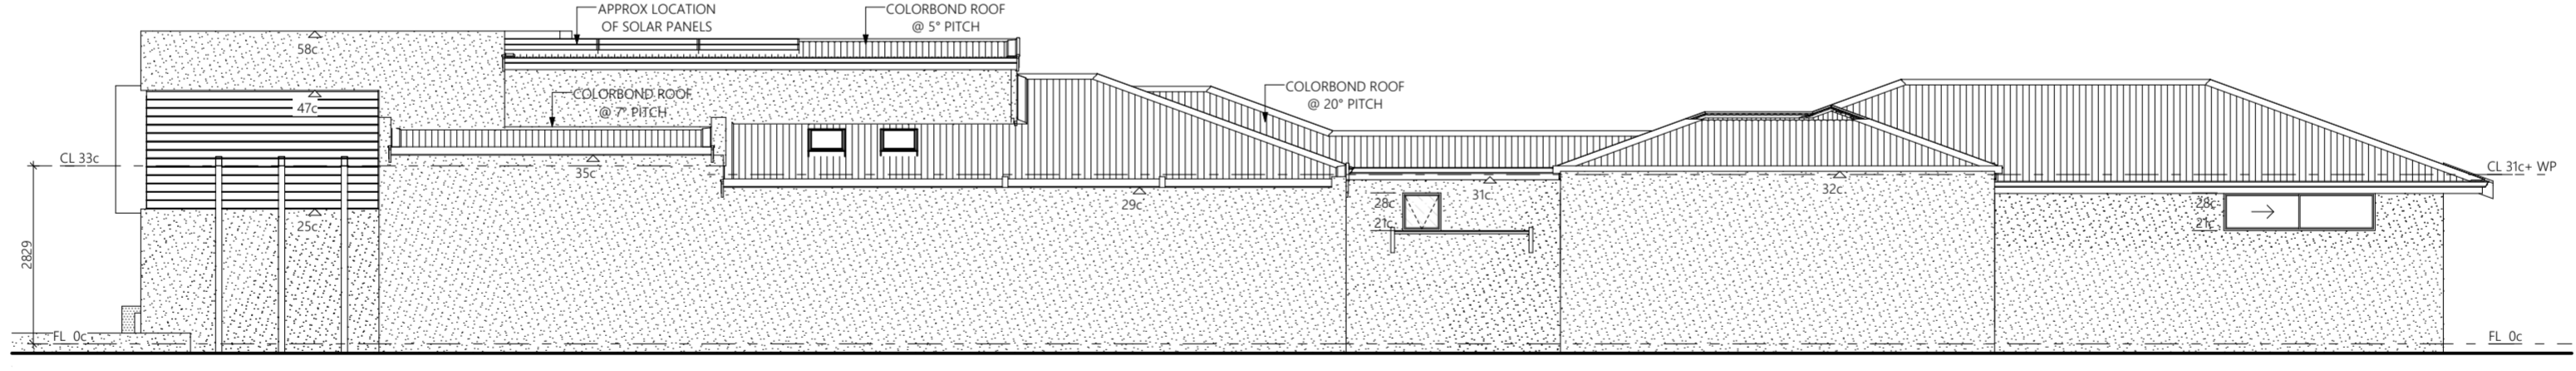 APPROX LOCATION
OF SOLAR PANELS
COLORBOND ROOF
@ 5° PITCH
58c
COLORBOND ROOF
@ 7° PITCH
COLORBOND ROOF
@ 20° PITCH
47c
CL 33c
CL 31c+ WP
35c
29c
31c
32c
28c
21c
28c
21c
25c
2829
FL 0c
FL 0c